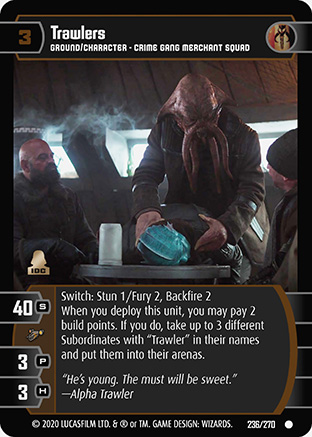 3
Trawlers
GROUND/CHARACTER - CRIME GANG MERCHANT SQUAD
IDC
40 S
3 P
3 H
Switch: Stun 1/Fury 2, Backfire 2
When you deploy this unit, you may pay 2
build points. If you do, take up to 3 different
Subordinates with “Trawler” in their names
and put them into their arenas.
“He’s young. The must will be sweet.”
—Alpha Trawler
© 2020 LUCASFILM LTD. & ® or TM. GAME DESIGN: WIZARDS.
236/270